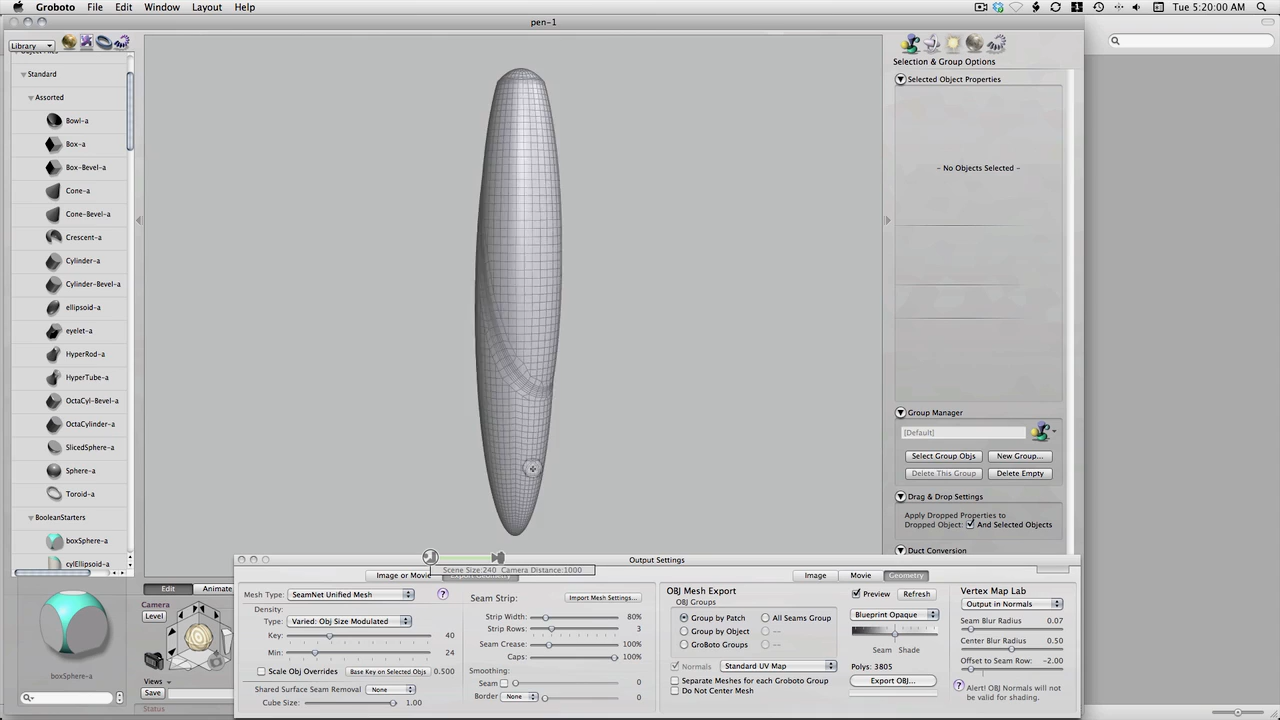 Groboto File Edit Window Layout Help
1 Tue 5:20:00 AM
pen-1
Library
Standard
Assorted
Bowl-a
Box-a
Box-Bevel-a
Cone-a
Cone-Bevel-a
Crescent-a
Cylinder-a
Cylinder-Bevel-a
ellipsoid-a
eyelet-a
HyperRod-a
HyperTube-a
OctaCyl-Bevel-a
OctaCylinder-a
SlicedSphere-a
Sphere-a
Toroid-a
BooleanStarters
boxSphere-a
cylEllipsoid-a
boxSphere-a
Edit Animate
Camera
Level
Views
Save
Status
Selection & Group Options
Selected Object Properties
- No Objects Selected -
Group Manager
[Default]
Select Group Objs New Group...
Delete This Group Delete Empty
Drag & Drop Settings
Apply Dropped Properties to
Dropped Object: And Selected Objects
Duct Conversion
Output Settings
Scene Size:240 Camera Distance:1000
Image or Movie
Mesh Type: SeamNet Unified Mesh ?
Density:
Type: Varied: Obj Size Modulated
Key: 40
Min: 24
Scale Obj Overrides Base Key on Selected Objs 0.500
Shared Surface Seam Removal None
Cube Size: 1.00
Seam Strip: Import Mesh Settings...
Strip Width: 80%
Strip Rows: 3
Seam Crease: 100%
Caps: 100%
Smoothing:
Seam 0
Border None 0
Image Movie Geometry
OBJ Mesh Export
OBJ Groups
Group by Patch All Seams Group
Group by Object --
GroBoto Groups --
Normals Standard UV Map
Separate Meshes for each Groboto Group
Do Not Center Mesh
Preview Refresh
Blueprint Opaque
Seam Shade
Polys: 3805
Export OBJ...
Vertex Map Lab
Output in Normals
Seam Blur Radius 0.07
Center Blur Radius 0.50
Offset to Seam Row: -2.00
? Alert! OBJ Normals will not
be valid for shading.